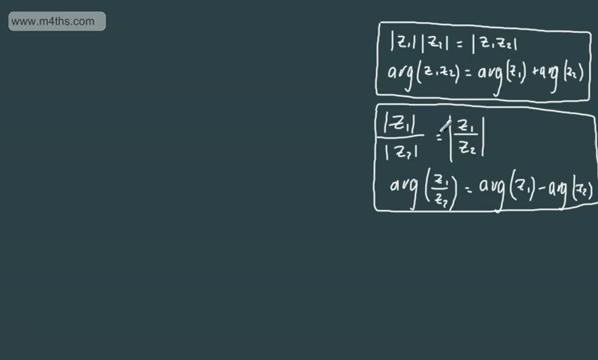 www.m4ths.com
|z₁| |z₂| = |z₁z₂|
arg(z₁z₂) = arg(z₁) + arg(z₂)
|z₁| / |z₂| = |z₁/z₂|
arg(z₁/z₂) = arg(z₁) - arg(z₂)